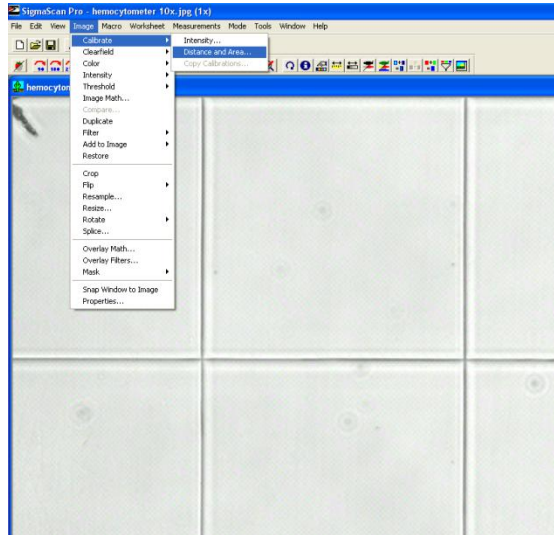 SigmaScan Pro - hemocytometer 10x.jpg (1x)
File Edit View Image Macro Worksheet Measurements Mode Tools Window Help
Calibrate
Clearfield
Color
Intensity
Threshold
Image Math...
Compare...
Duplicate
Filter
Add to Image
Restore
Crop
Flip
Resample...
Resize...
Rotate
Splice...
Overlay Math...
Overlay Filters...
Mask
Snap Window to Image
Properties...
Intensity...
Distance and Area...
Copy Calibrations...
hemocyton